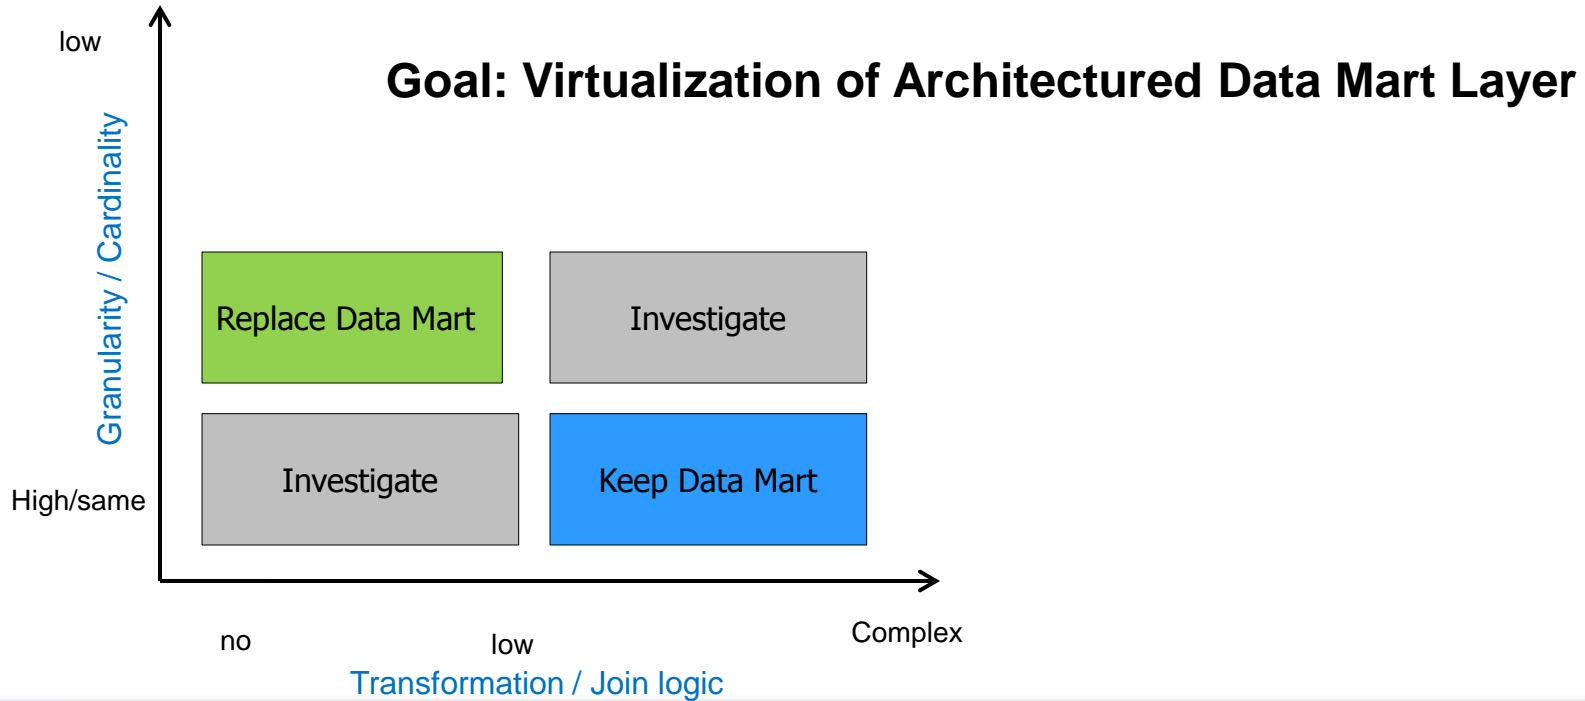 low
Goal: Virtualization of Architectured Data Mart Layer
Granularity / Cardinality
Replace Data Mart
Investigate
Investigate
Keep Data Mart
High/same
no
low
Complex
Transformation / Join logic